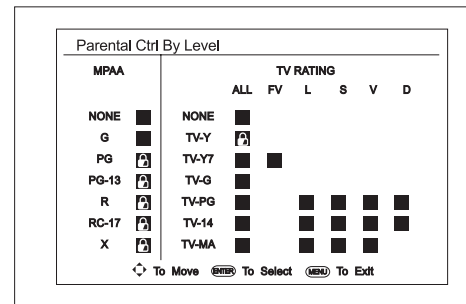 Parental Ctrl By Level
MPAA TV RATING
ALL FV L S V D
NONE NONE
G TV-Y
PG TV-Y7
PG-13 TV-G
R TV-PG
RC-17 TV-14
X TV-MA
To Move ENTER To Select MENU To Exit